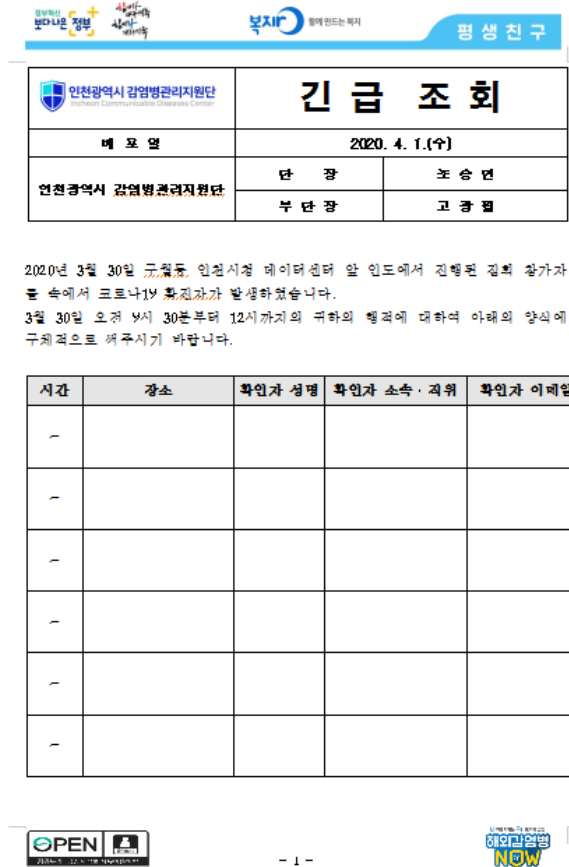 정부혁신
보다나은 정부
복지로 함께 만드는 복지
평생친구
인천광역시 감염병관리지원단
Incheon Communicable Diseases Center
긴 급 조 회
배 포 일
2020. 4. 1.(수)
인천광역시 감염병관리지원단
단 장
부 단 장
고 광 필
2020년 3월 30일 구월동 인천시청 데이터센터 앞 인도에서 진행된 집회 참가자
들 속에서 코로나19 확진자가 발생하였습니다.
3월 30일 오전 9시 30분부터 12시까지의 귀하의 행적에 대하여 아래의 양식에
구체적으로 써주시기 바랍니다.
시간 장소 확인자 성명 확인자 소속·직위 확인자 이메일
~
~
~
~
~
~
OPEN
- 1 -
해외감염병
NOW